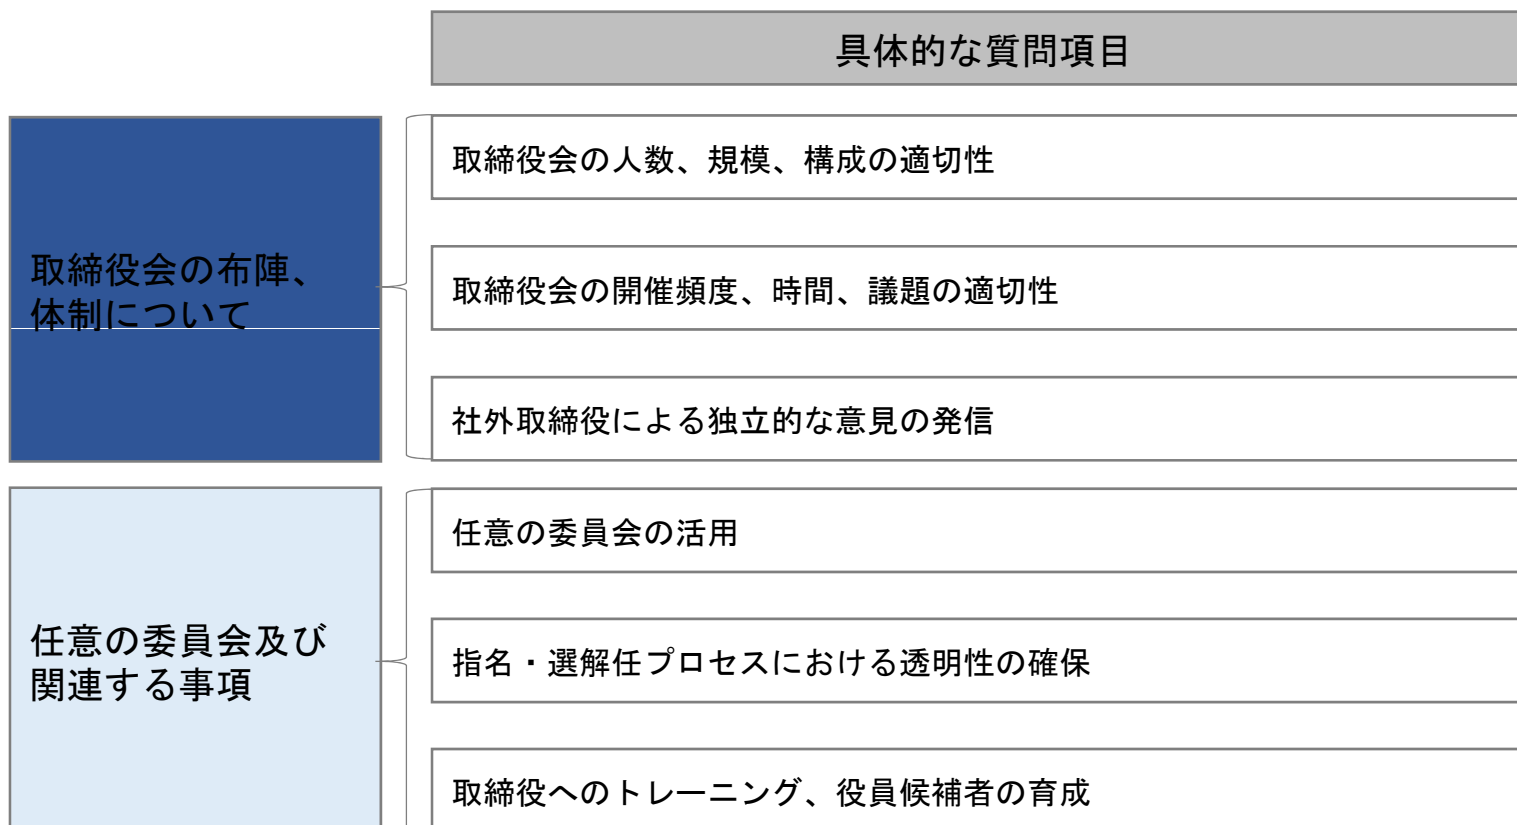 具体的な質問項目
取締役会の布陣、
体制について
取締役会の人数、規模、構成の適切性
取締役会の開催頻度、時間、議題の適切性
社外取締役による独立的な意見の発信
任意の委員会及び
関連する事項
任意の委員会の活用
指名・選解任プロセスにおける透明性の確保
取締役へのトレーニング、役員候補者の育成